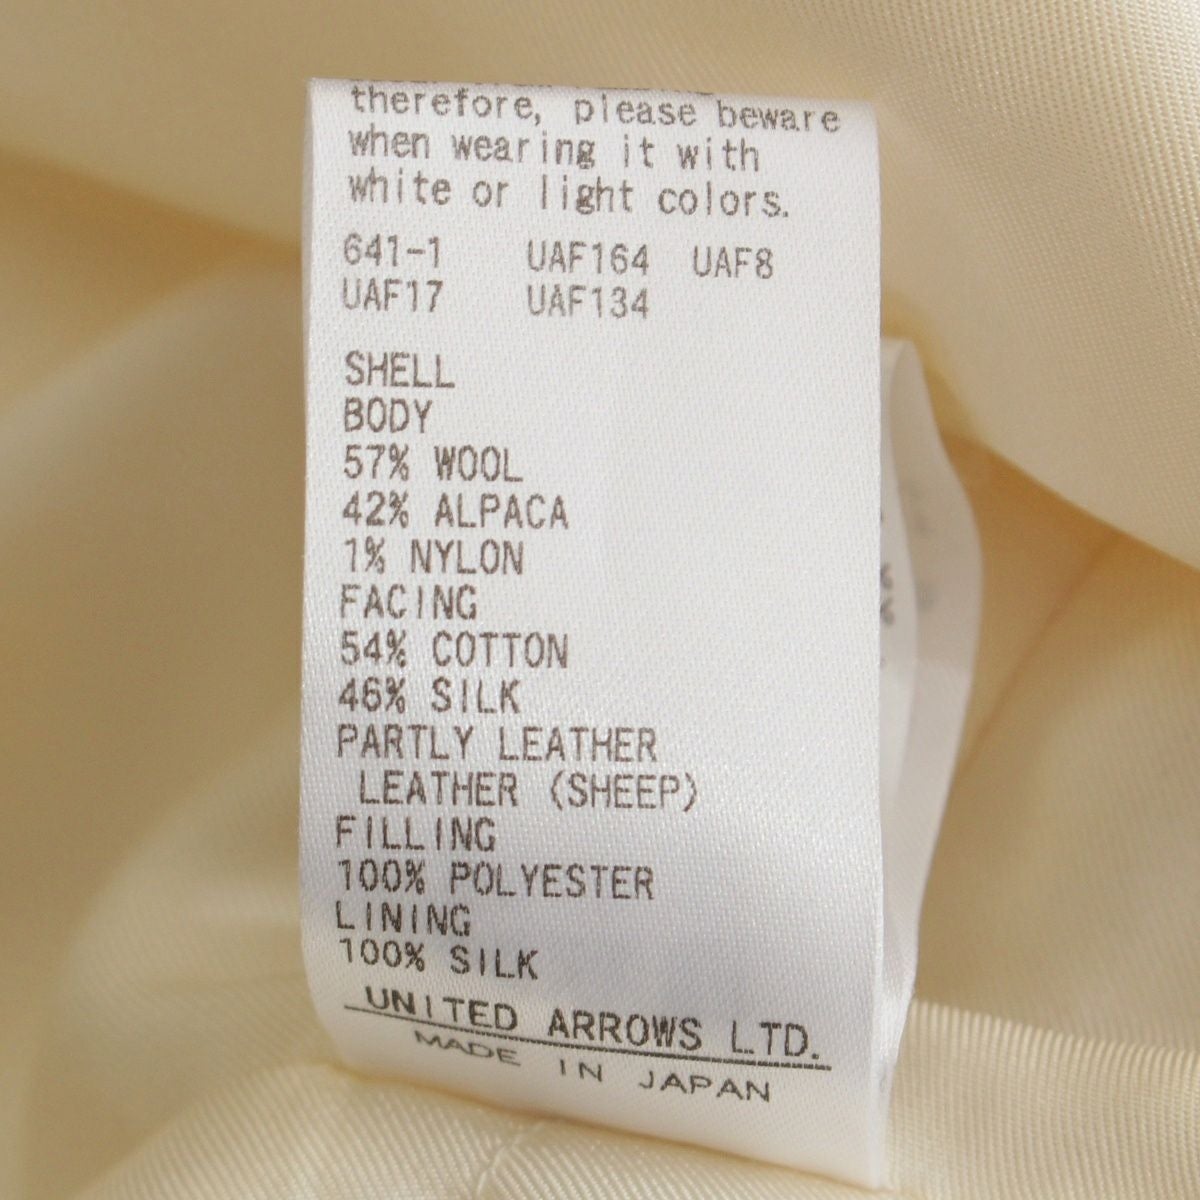 therefore, please beware
when wearing it with
white or light colors.
641-1 UAF164 UAF8
UAF17 UAF134
SHELL
BODY
57% WOOL
42% ALPACA
1% NYLON
FACING
54% COTTON
46% SILK
PARTLY LEATHER
LEATHER (SHEEP)
FILLING
100% POLYESTER
LINING
100% SILK
UNITED ARROWS LTD.
MADE IN JAPAN